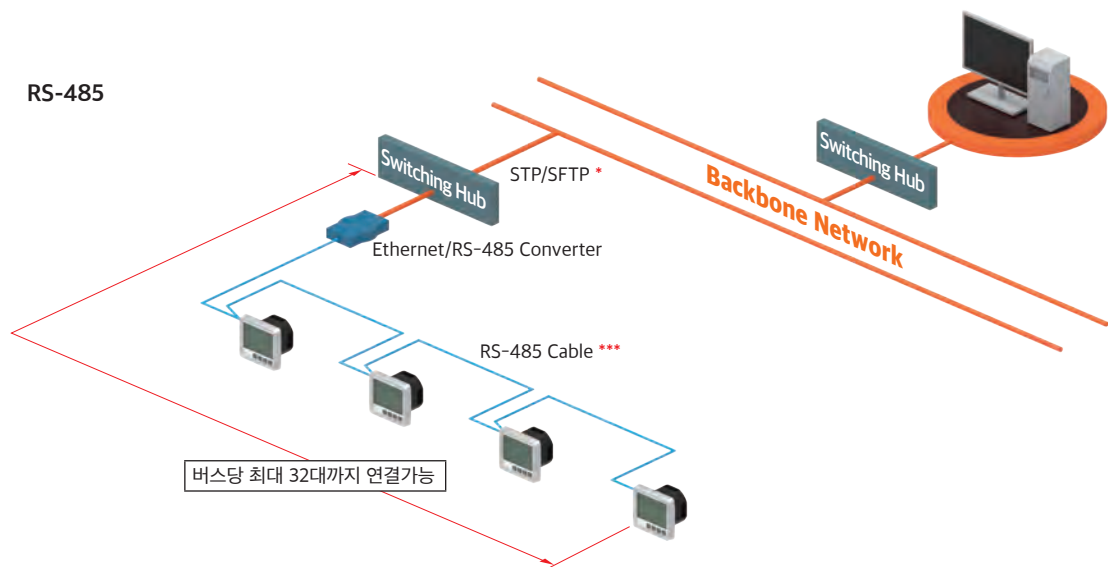 RS-485
Switching Hub
STP/SFTP *
Ethernet/RS-485 Converter
Switching Hub
Backbone Network
RS-485 Cable ***
버스당 최대 32대까지 연결가능